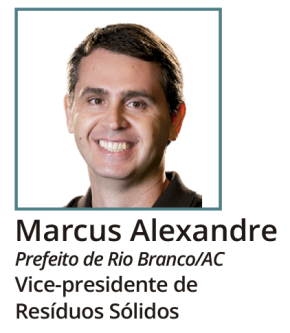 Marcus Alexandre
Prefeito de Rio Branco/AC
Vice-presidente de
Resíduos Sólidos